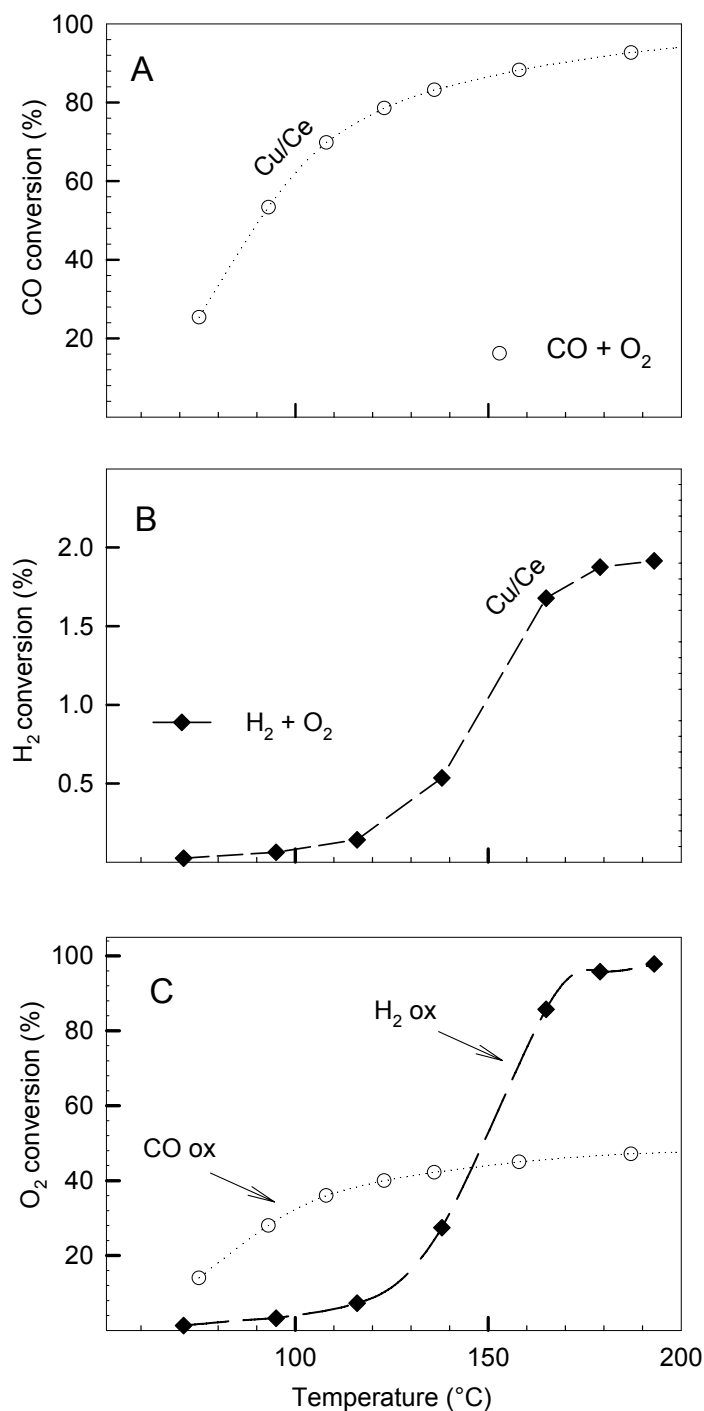 100
80
60
40
20
CO conversion (%)
A
Cu/Ce
CO + O₂
2.0
1.5
1.0
0.5
H₂ conversion (%)
B
Cu/Ce
H₂ + O₂
100
80
60
40
20
O₂ conversion (%)
C
H₂ ox
CO ox
100
150
200
Temperature (°C)